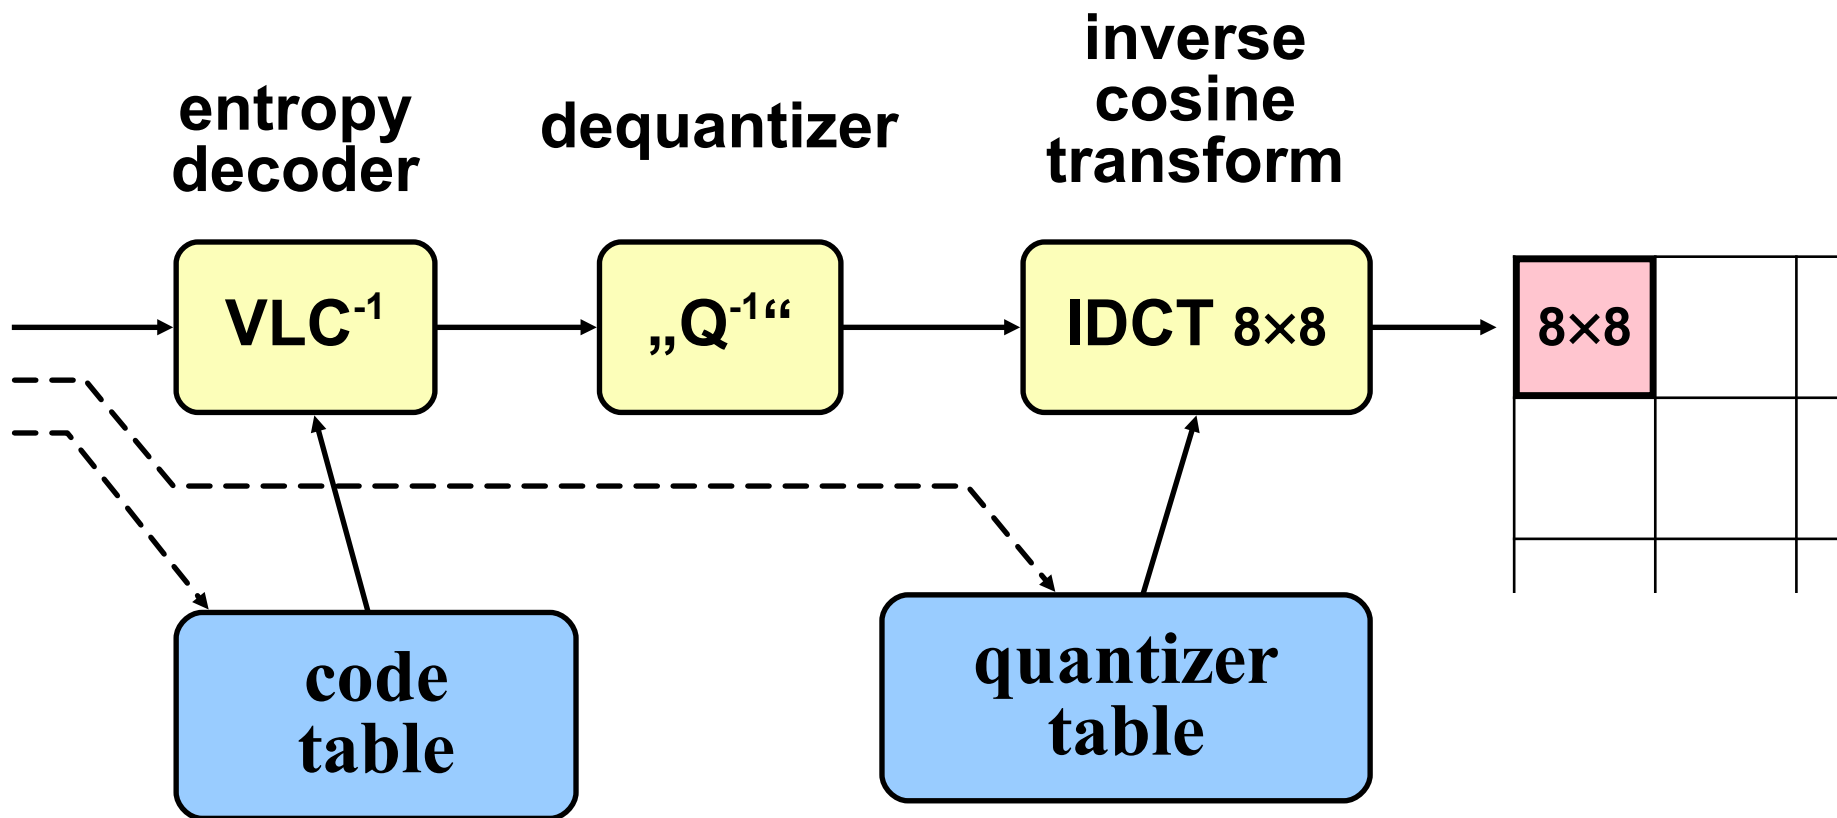 entropy
decoder
dequantizer
inverse
cosine
transform
VLC⁻¹
„Q⁻¹“
IDCT 8×8
8×8
code
table
quantizer
table